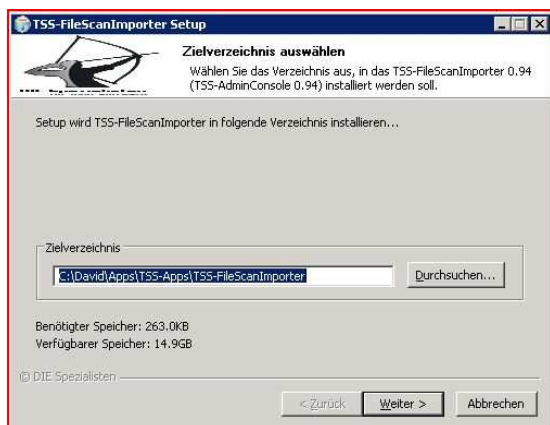 TSS-FileScanImporter Setup
Zielverzeichnis auswählen
Wählen Sie das Verzeichnis aus, in das TSS-FileScanImporter 0.94
(TSS-AdminConsole 0.94) installiert werden soll.
Setup wird TSS-FileScanImporter in folgende Verzeichnis installieren...
Zielverzeichnis
C:\David\Apps\TSS-Apps\TSS-FileScanImporter
Durchsuchen...
Benötigter Speicher: 263.0KB
Verfügbarer Speicher: 14.9GB
© DIE Spezialisten
< Zurück
Weiter >
Abbrechen